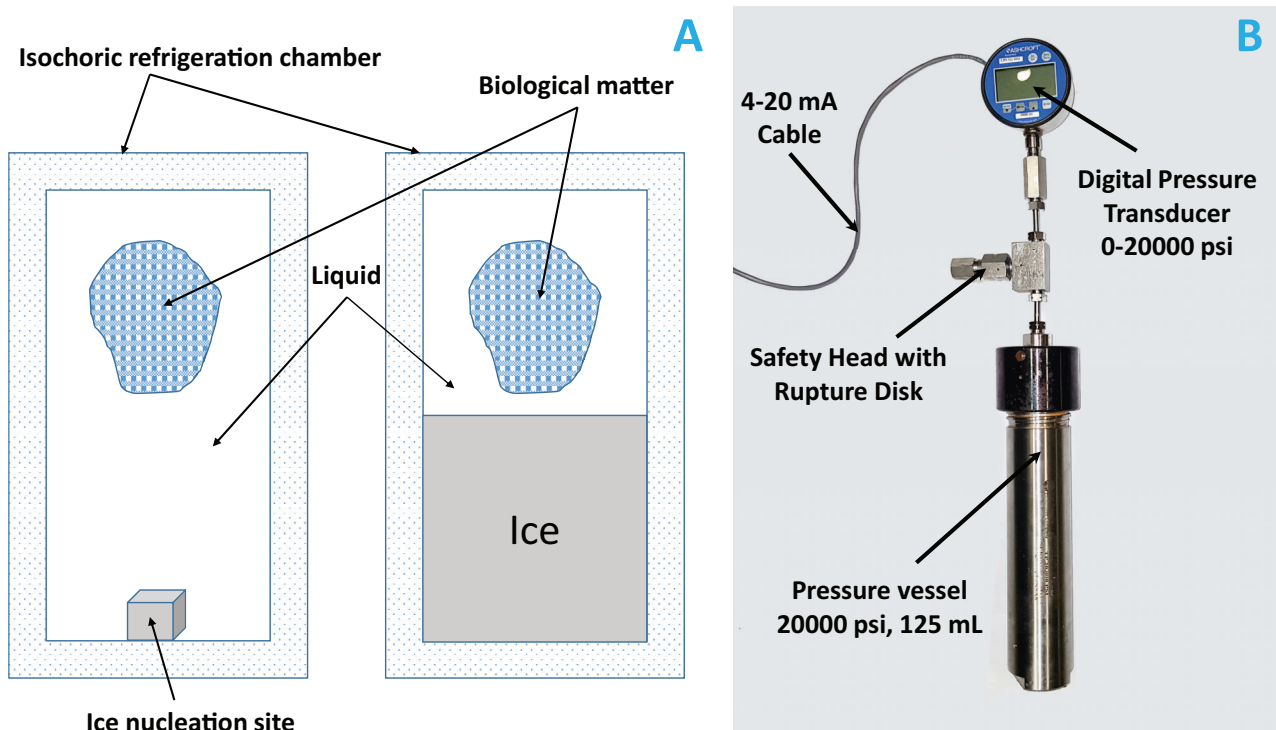 A
Isochoric refrigeration chamber
Biological matter
Liquid
Ice
Ice nucleation site
B
ASHCROFT
4-20 mA
Cable
Digital Pressure
Transducer
0-20000 psi
Safety Head with
Rupture Disk
Pressure vessel
20000 psi, 125 mL